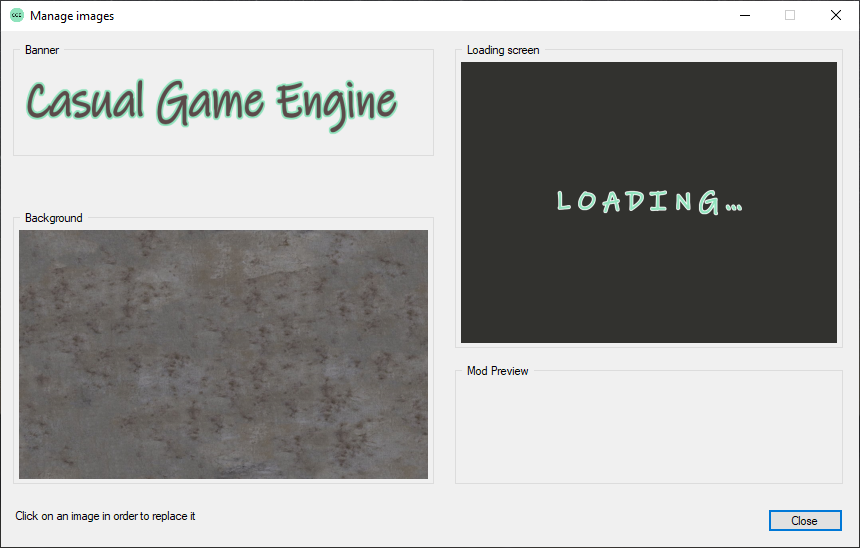 CGE
Manage images
Banner
Casual Game Engine
Background
Loading screen
LOADING...
Mod Preview
Click on an image in order to replace it
Close